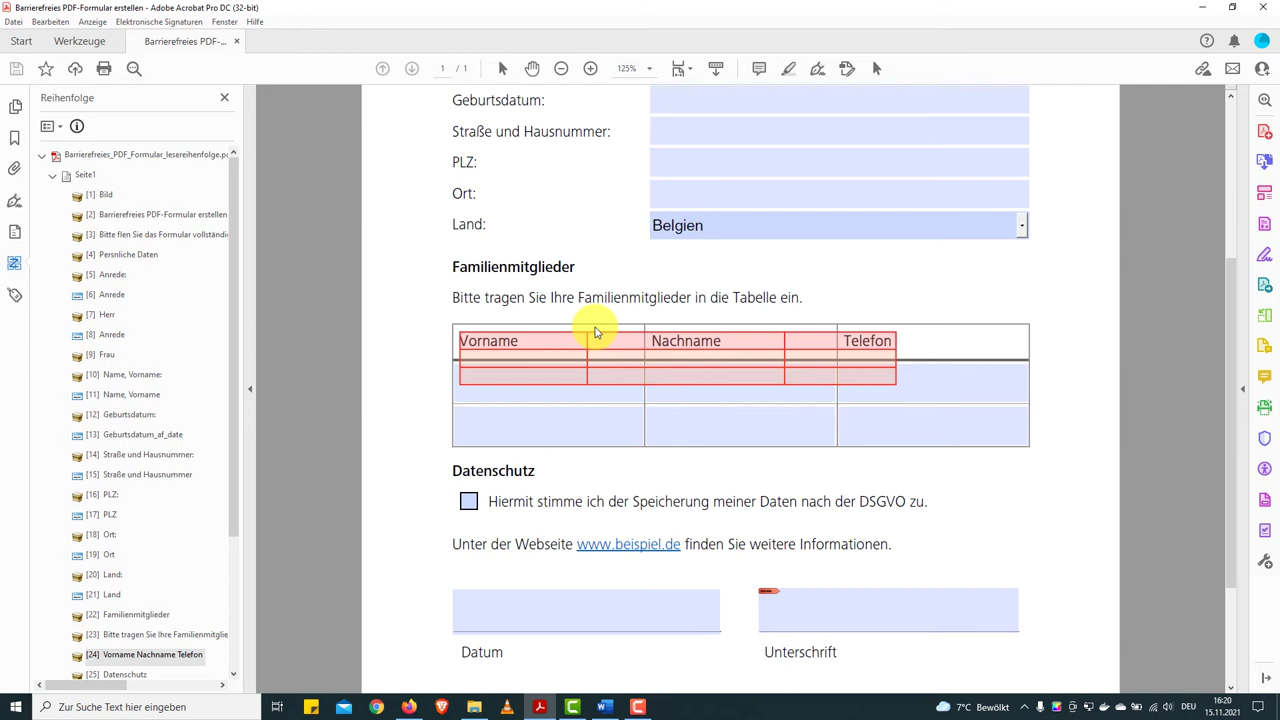 Barrierefreies PDF-Formular erstellen - Adobe Acrobat Pro DC (32-bit)
Datei Bearbeiten Anzeige Elektronische Signaturen Fenster Hilfe
Start Werkzeuge Barrierefreies PDF-...
1 / 1 125%
Reihenfolge
Barrierefreies_PDF_Formular_lesereihenfolge.p
Seite1
[1] Bild
[2] Barrierefreies PDF-Formular erstellen
[3] Bitte flen Sie das Formular vollständig
[4] Persnliche Daten
[5] Anrede:
[6] Anrede
[7] Herr
[8] Anrede
[9] Frau
[10] Name, Vorname:
[11] Name, Vorname
[12] Geburtsdatum:
[13] Geburtsdatum_af_date
[14] Straße und Hausnummer:
[15] Straße und Hausnummer
[16] PLZ:
[17] PLZ
[18] Ort:
[19] Ort
[20] Land:
[21] Land
[22] Familienmitglieder
[23] Bitte tragen Sie Ihre Familienmitglie
[24] Vorname Nachname Telefon
[25] Datenschutz
Geburtsdatum:
Straße und Hausnummer:
PLZ:
Ort:
Land: Belgien
Familienmitglieder
Bitte tragen Sie Ihre Familienmitglieder in die Tabelle ein.
Vorname Nachname Telefon
Datenschutz
Hiermit stimme ich der Speicherung meiner Daten nach der DSGVO zu.
Unter der Webseite www.beispiel.de finden Sie weitere Informationen.
Datum Unterschrift
Zur Suche Text hier eingeben
7°C Bewölkt DEU 16:20
15.11.2021